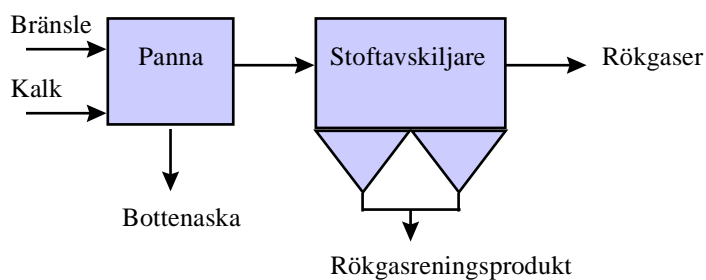 Bränsle
Panna
Stoftavskiljare
Rökgaser
Kalk
Bottenaska
Rökgasreningsprodukt